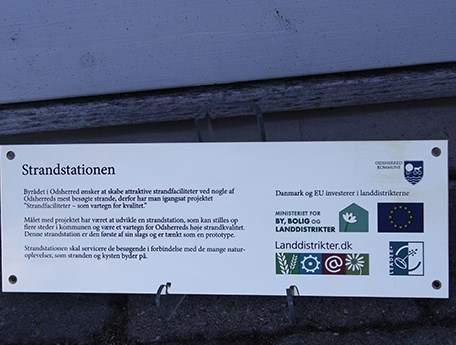 Strandstationen
Byrådet i Odsherred ønsker at skabe attraktive strandfaciliteter ved nogle af
Odsherreds mest besøgte strande, derfor har man igangsat projektet
"Strandfaciliteter – som vartegn for kvalitet."
Målet med projektet har været at udvikle en strandstation, som kan stilles op
flere steder i kommunen og være et vartegn for Odsherreds høje strandkvalitet.
Denne strandstation er den første af sin slags og er tænkt som en prototype.
Strandstationen skal servicere de besøgende i forbindelse med de mange natur-
oplevelser, som stranden og kysten byder på.
ODSHERRED
KOMMUNE
Danmark og EU investerer i landdistrikterne
MINISTERIET FOR
BY, BOLIG OG
LANDDISTRIKTER
Landdistrikter.dk
@
LEADER